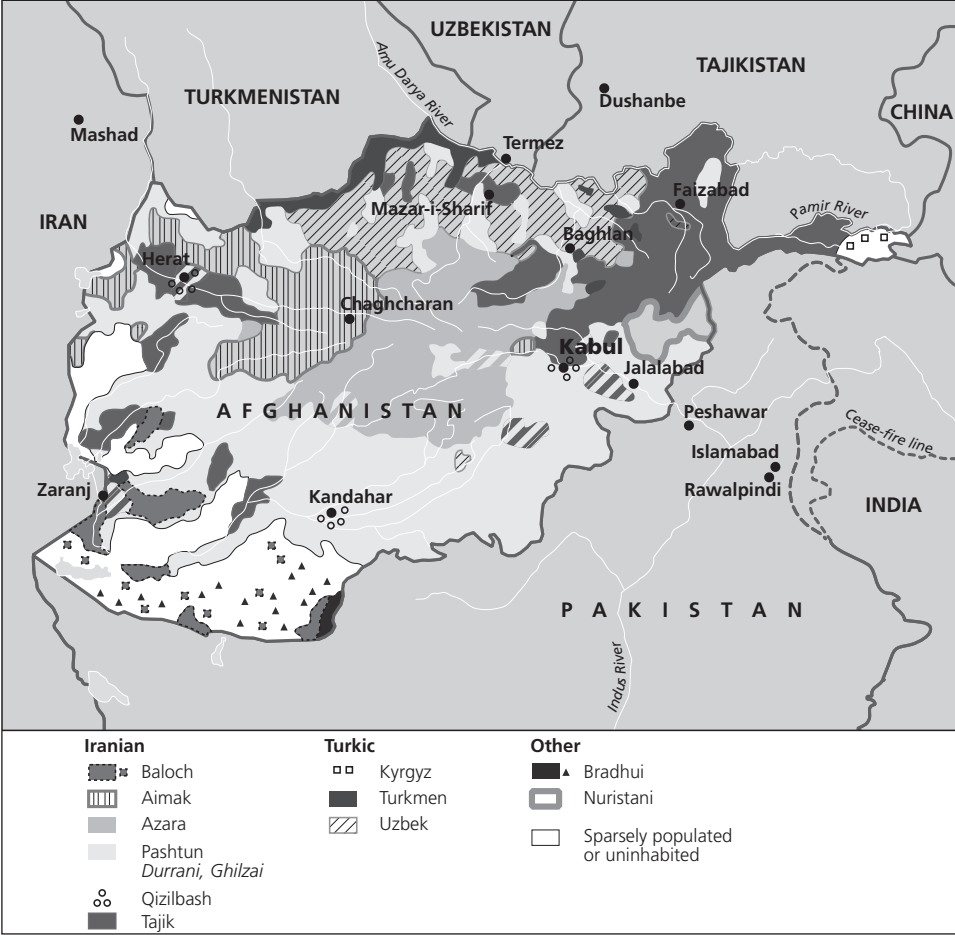 UZBEKISTAN
TAJIKISTAN
Amu Darya River
TURKMENISTAN
Dushanbe
CHINA
Mashad
Termez
Faizabad
Mazar-i-Sharif
Pamir River
IRAN
Baghlan
Herat
Chaghcharan
Kabul
Jalalabad
AFGHANISTAN
Peshawar
Cease-fire line
Islamabad
Zaranj
Rawalpindi
Kandahar
INDIA
PAKISTAN
Indus River
Iranian
Baloch
Aimak
Azara
Pashtun
Durrani, Ghilzai
Qizilbash
Tajik
Turkic
Kyrgyz
Turkmen
Uzbek
Other
Bradhui
Nuristani
Sparsely populated
or uninhabited